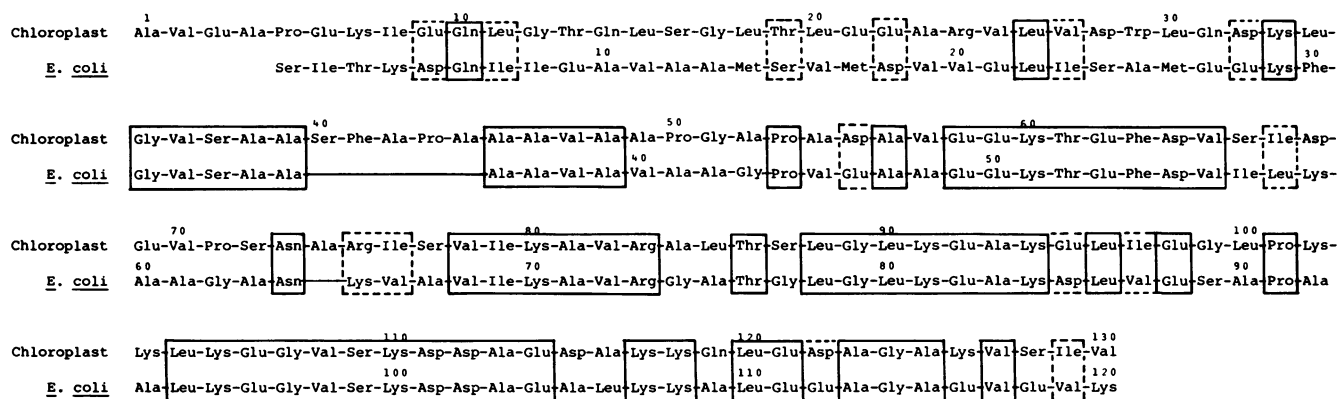 1 10 20 30
Chloroplast Ala-Val-Glu-Ala-Pro-Glu-Lys-Ile-Glu-Gln-Leu-Gly-Thr-Gln-Leu-Ser-Gly-Leu-Thr-Leu-Glu-Glu-Ala-Arg-Val-Leu-Val-Asp-Trp-Leu-Gln-Asp-Lys-Leu-
10 20 30
E. coli Ser-Ile-Thr-Lys-Asp-Gln-Ile-Ile-Glu-Ala-Val-Ala-Ala-Met-Ser-Val-Met-Asp-Val-Val-Glu-Leu-Ile-Ser-Ala-Met-Glu-Glu-Lys-Phe-
40 50 60
Chloroplast Gly-Val-Ser-Ala-Ala-Ser-Phe-Ala-Pro-Ala-Ala-Ala-Val-Ala-Ala-Pro-Gly-Ala-Pro-Ala-Asp-Ala-Val-Glu-Glu-Lys-Thr-Glu-Phe-Asp-Val-Ser-Ile-Asp-
40 50
E. coli Gly-Val-Ser-Ala-Ala Ala-Ala-Val-Ala-Val-Ala-Ala-Gly-Pro-Val-Glu-Ala-Ala-Glu-Glu-Lys-Thr-Glu-Phe-Asp-Val-Ile-Leu-Lys-
70 80 90 100
Chloroplast Glu-Val-Pro-Ser-Asn-Ala-Arg-Ile-Ser-Val-Ile-Lys-Ala-Val-Arg-Ala-Leu-Thr-Ser-Leu-Gly-Leu-Lys-Glu-Ala-Lys-Glu-Leu-Ile-Glu-Gly-Leu-Pro-Lys-
60 70 80 90
E. coli Ala-Ala-Gly-Ala-Asn Lys-Val-Ala-Val-Ile-Lys-Ala-Val-Arg-Gly-Ala-Thr-Gly-Leu-Gly-Leu-Lys-Glu-Ala-Lys-Asp-Leu-Val-Glu-Ser-Ala-Pro-Ala
110 120 130
Chloroplast Lys-Leu-Lys-Glu-Gly-Val-Ser-Lys-Asp-Asp-Ala-Glu-Asp-Ala-Lys-Lys-Gln-Leu-Glu-Asp-Ala-Gly-Ala-Lys-Val-Ser-Ile-Val
100 110 120
E. coli Ala-Leu-Lys-Glu-Gly-Val-Ser-Lys-Asp-Asp-Ala-Glu-Ala-Leu-Lys-Lys-Ala-Leu-Glu-Glu-Ala-Gly-Ala-Glu-Val-Glu-Val-Lys